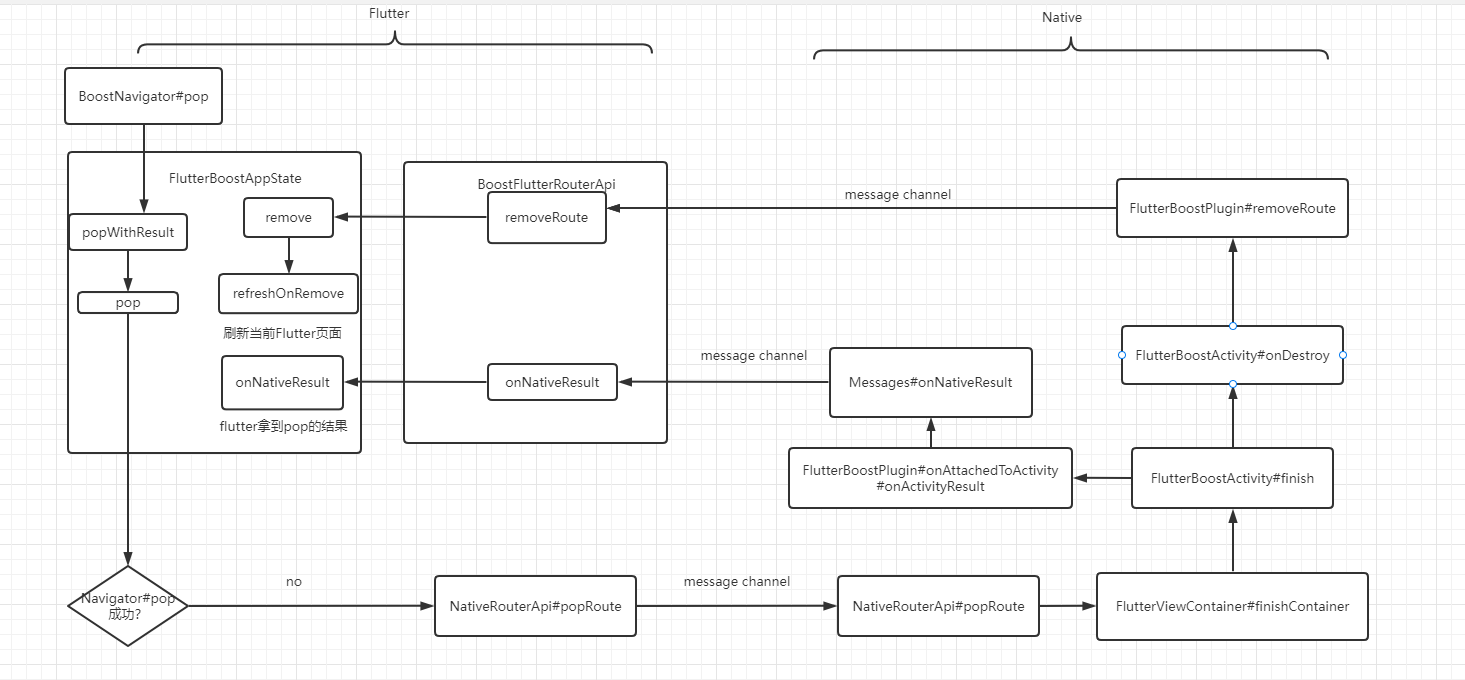 Flutter
Native
BoostNavigator#pop
FlutterBoostAppState
BoostFlutterRouterApi
message channel
remove
removeRoute
FlutterBoostPlugin#removeRoute
popWithResult
refreshOnRemove
pop
刷新当前Flutter页面
message channel
FlutterBoostActivity#onDestroy
onNativeResult
onNativeResult
Messages#onNativeResult
flutter拿到pop的结果
FlutterBoostPlugin#onAttachedToActivity
#onActivityResult
FlutterBoostActivity#finish
no
message channel
Navigator#pop
成功？
NativeRouterApi#popRoute
NativeRouterApi#popRoute
FlutterViewContainer#finishContainer